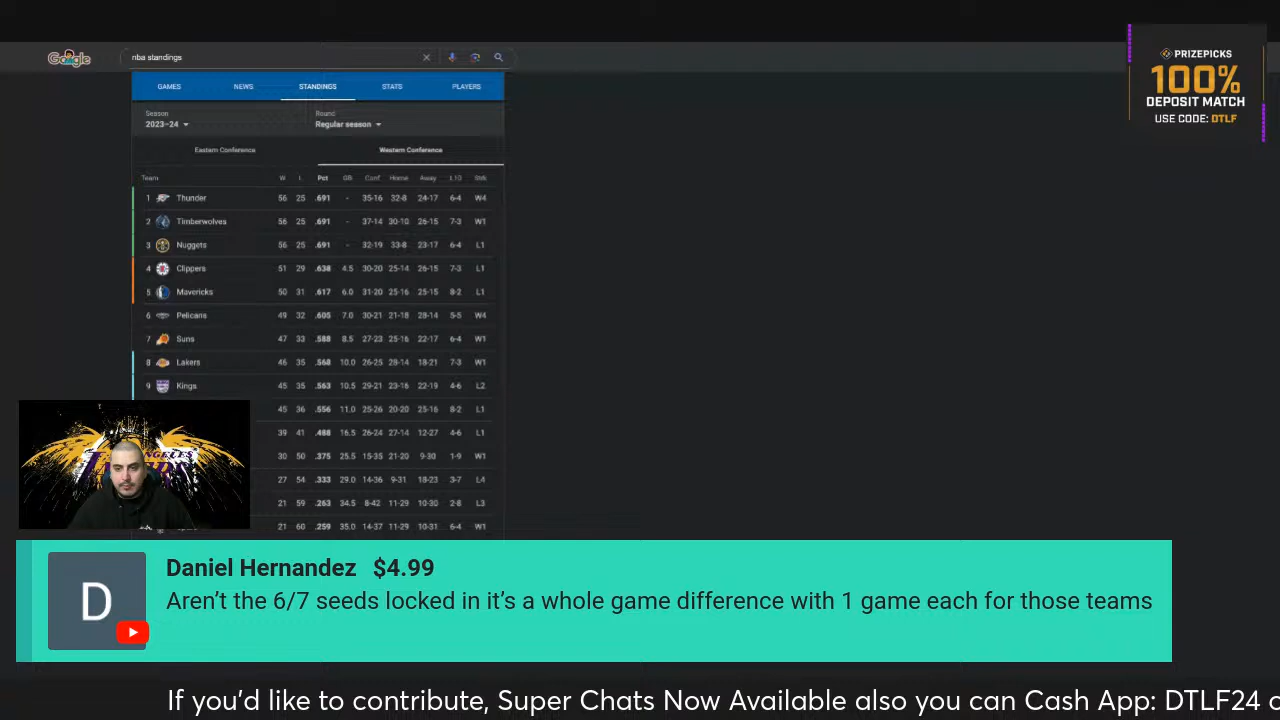 Google
nba standings
PRIZEPICKS
100%
DEPOSIT MATCH
USE CODE: DTLF
GAMES NEWS STANDINGS STATS PLAYERS
Season Round
2023–24 Regular season
Eastern Conference Western Conference
Team W L Pct GB Conf Home Away L10 Strk
1 Thunder 56 25 .691 - 35-16 32-8 24-17 6-4 W4
2 Timberwolves 56 25 .691 - 37-14 30-10 26-15 7-3 W1
3 Nuggets 56 25 .691 - 32-19 33-8 23-17 6-4 L1
4 Clippers 51 29 .638 4.5 30-20 25-14 26-15 7-3 L1
5 Mavericks 50 31 .617 6.0 31-20 25-16 25-15 8-2 L1
6 Pelicans 49 32 .605 7.0 30-21 21-18 28-14 5-5 W4
7 Suns 47 33 .588 8.5 27-23 25-16 22-17 6-4 W1
8 Lakers 46 35 .568 10.0 26-25 28-14 18-21 7-3 W1
9 Kings 45 35 .563 10.5 29-21 23-16 22-19 4-6 L2
45 36 .556 11.0 25-26 20-20 25-16 8-2 L1
39 41 .488 16.5 26-24 27-14 12-27 4-6 L1
30 50 .375 25.5 15-35 21-20 9-30 1-9 W1
27 54 .333 29.0 14-36 9-31 18-23 3-7 L4
21 59 .263 34.5 8-42 11-29 10-30 2-8 L3
21 60 .259 35.0 14-37 11-29 10-31 6-4 W1
D
Daniel Hernandez $4.99
Aren’t the 6/7 seeds locked in it’s a whole game difference with 1 game each for those teams
If you’d like to contribute, Super Chats Now Available also you can Cash App: DTLF24